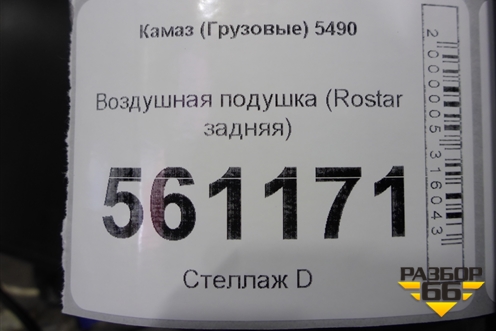 Камаз (Грузовые) 5490
Воздушная подушка (Rostar
задняя)
561171
Стеллаж D
2000005316043
РАЗБОР
66